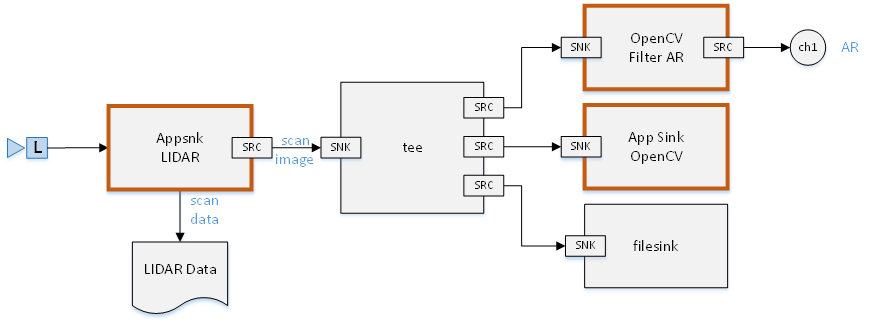 L
Appsnk
LIDAR
SRC
scan
image
scan
data
LIDAR Data
SNK
tee
SRC
SRC
SRC
SNK
OpenCV
Filter AR
SRC
ch1
AR
SNK
App Sink
OpenCV
SNK
filesink